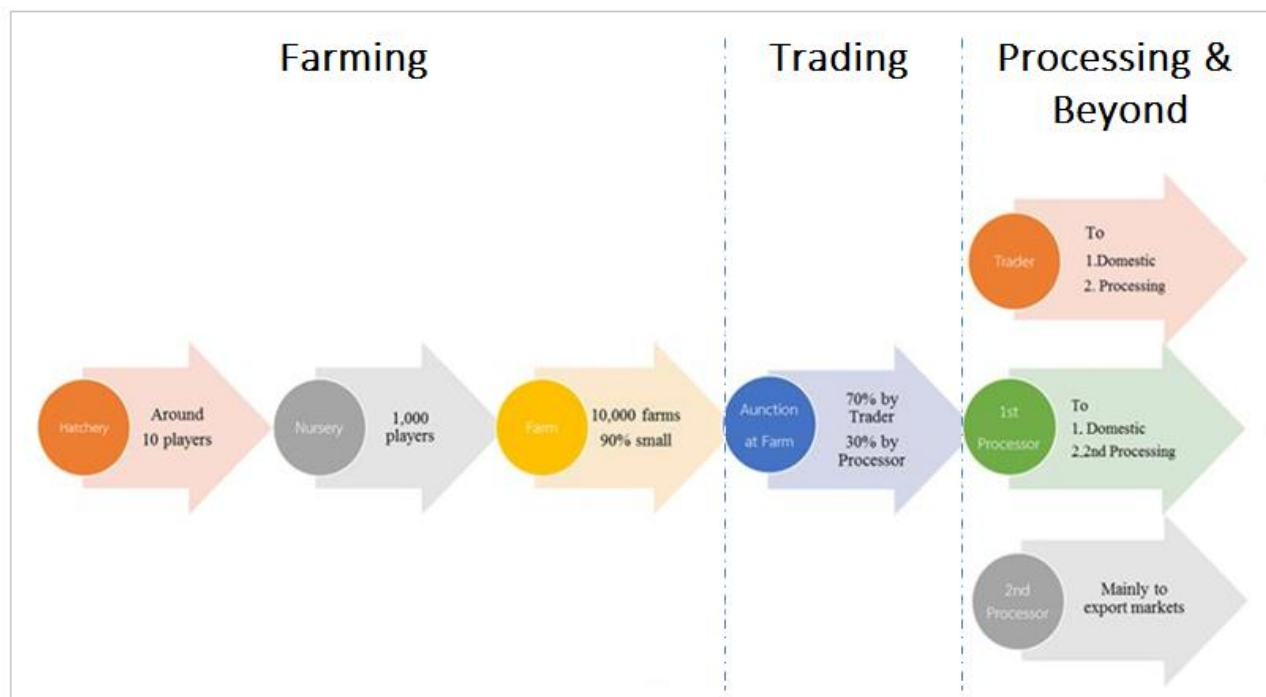 Farming
Trading
Processing &
Beyond
Hatchery
Around
10 players
Nursery
1,000
players
Farm
10,000 farms
90% small
Aunction
at Farm
70% by
Trader
30% by
Processor
Trader
To
1.Domestic
2. Processing
1st
Processor
To
1. Domestic
2.2nd Processing
2nd
Processor
Mainly to
export markets